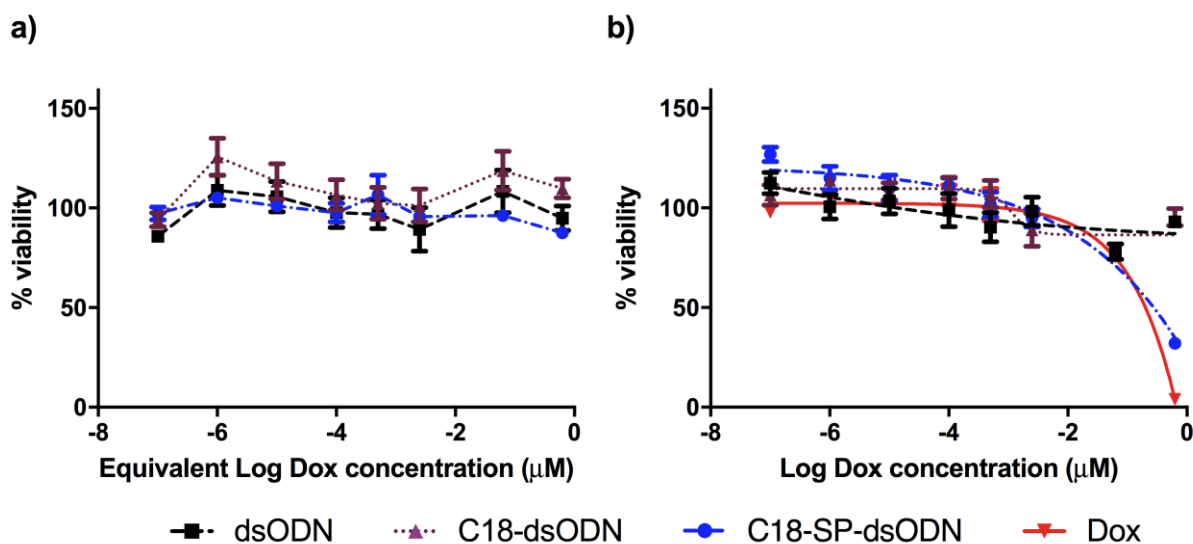 a)
150
100
50
0
% viability
-8
-6
-4
-2
0
Equivalent Log Dox concentration (μM)
b)
150
100
50
0
% viability
-8
-6
-4
-2
0
Log Dox concentration (μM)
dsODN
C18-dsODN
C18-SP-dsODN
Dox